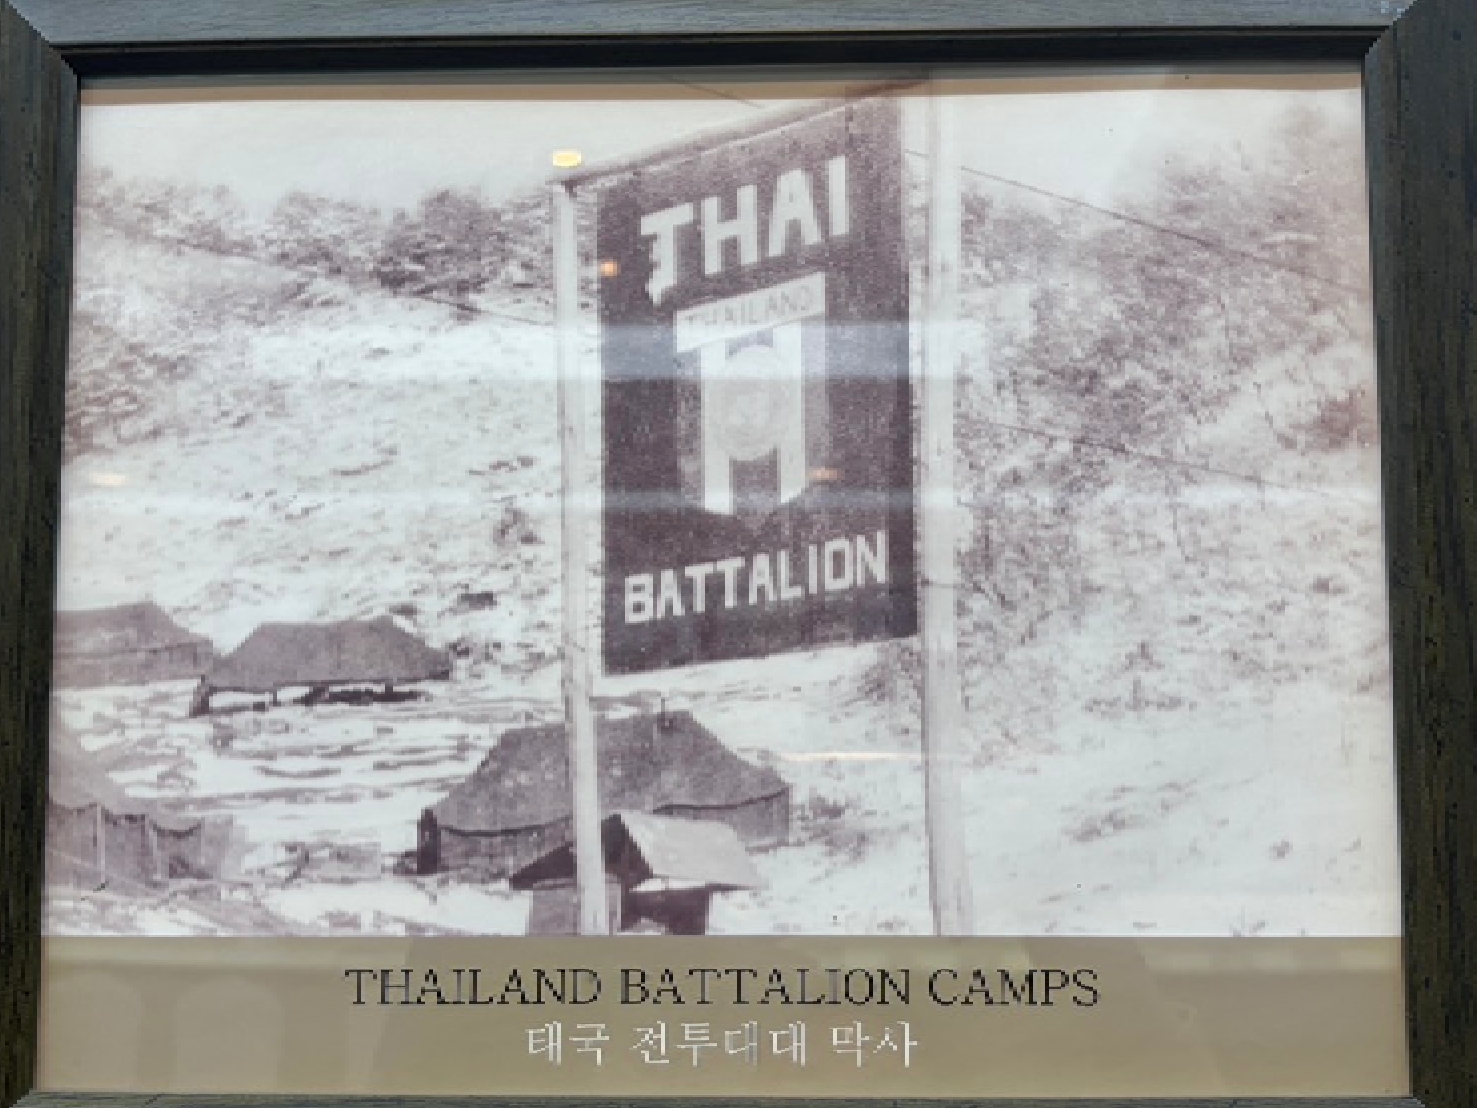 THAI
THAILAND
BATTALION
THAILAND BATTALION CAMPS
태국 전투대대 막사